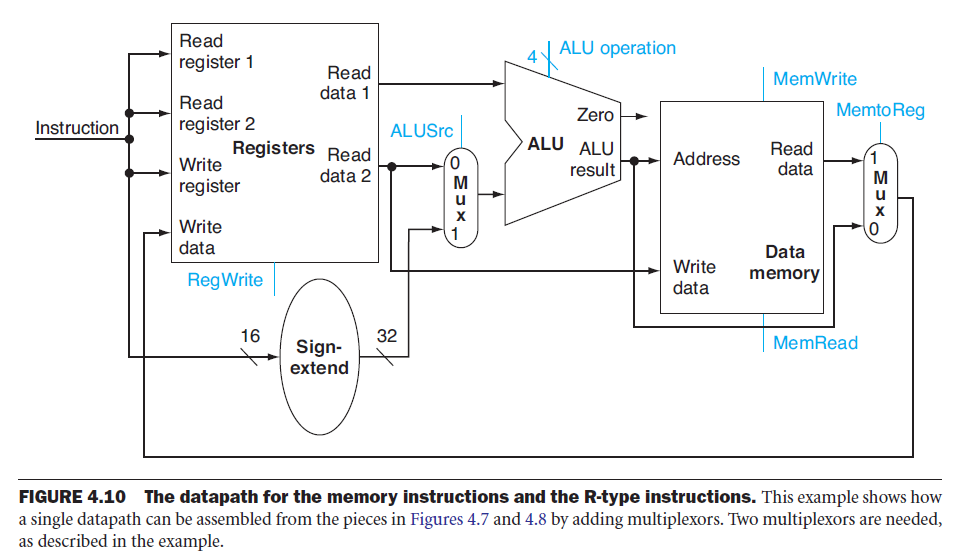 Instruction
Read
register 1
Read
register 2
Write
register
Write
data
Registers
Read
data 1
Read
data 2
RegWrite
16
Sign-
extend
32
ALUSrc
0
M
u
x
1
4
ALU operation
Zero
ALU
ALU
result
MemWrite
Address
Read
data
Write
data
Data
memory
MemRead
MemtoReg
1
M
u
x
0
FIGURE 4.10 The datapath for the memory instructions and the R-type instructions. This example shows how
a single datapath can be assembled from the pieces in Figures 4.7 and 4.8 by adding multiplexors. Two multiplexors are needed,
as described in the example.